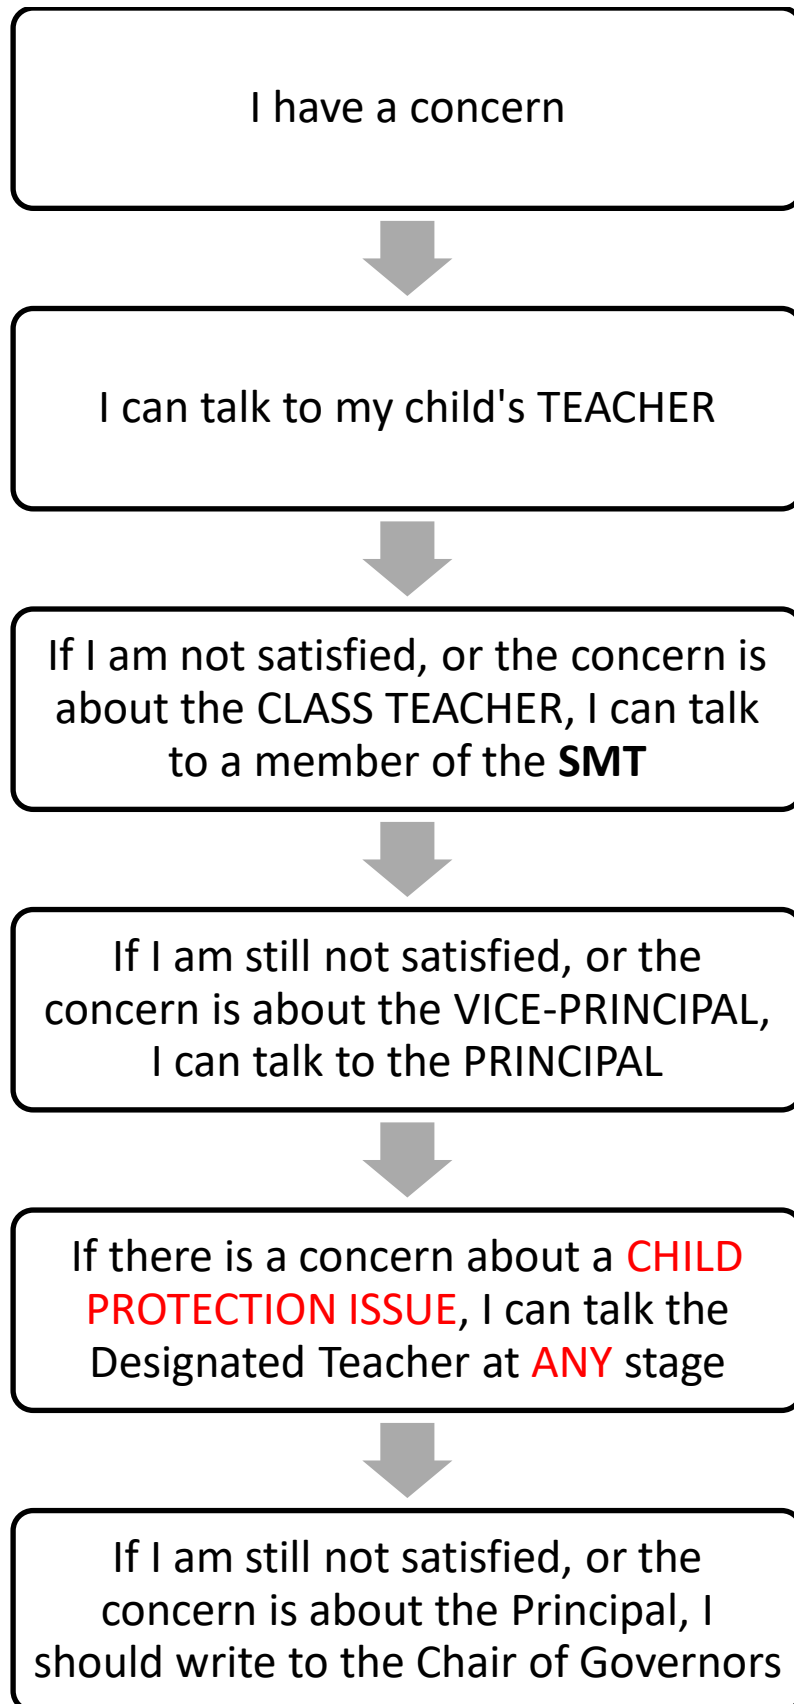 I have a concern
I can talk to my child's TEACHER
If I am not satisfied, or the concern is
about the CLASS TEACHER, I can talk
to a member of the SMT
If I am still not satisfied, or the
concern is about the VICE-PRINCIPAL,
I can talk to the PRINCIPAL
If there is a concern about a CHILD
PROTECTION ISSUE, I can talk the
Designated Teacher at ANY stage
If I am still not satisfied, or the
concern is about the Principal, I
should write to the Chair of Governors